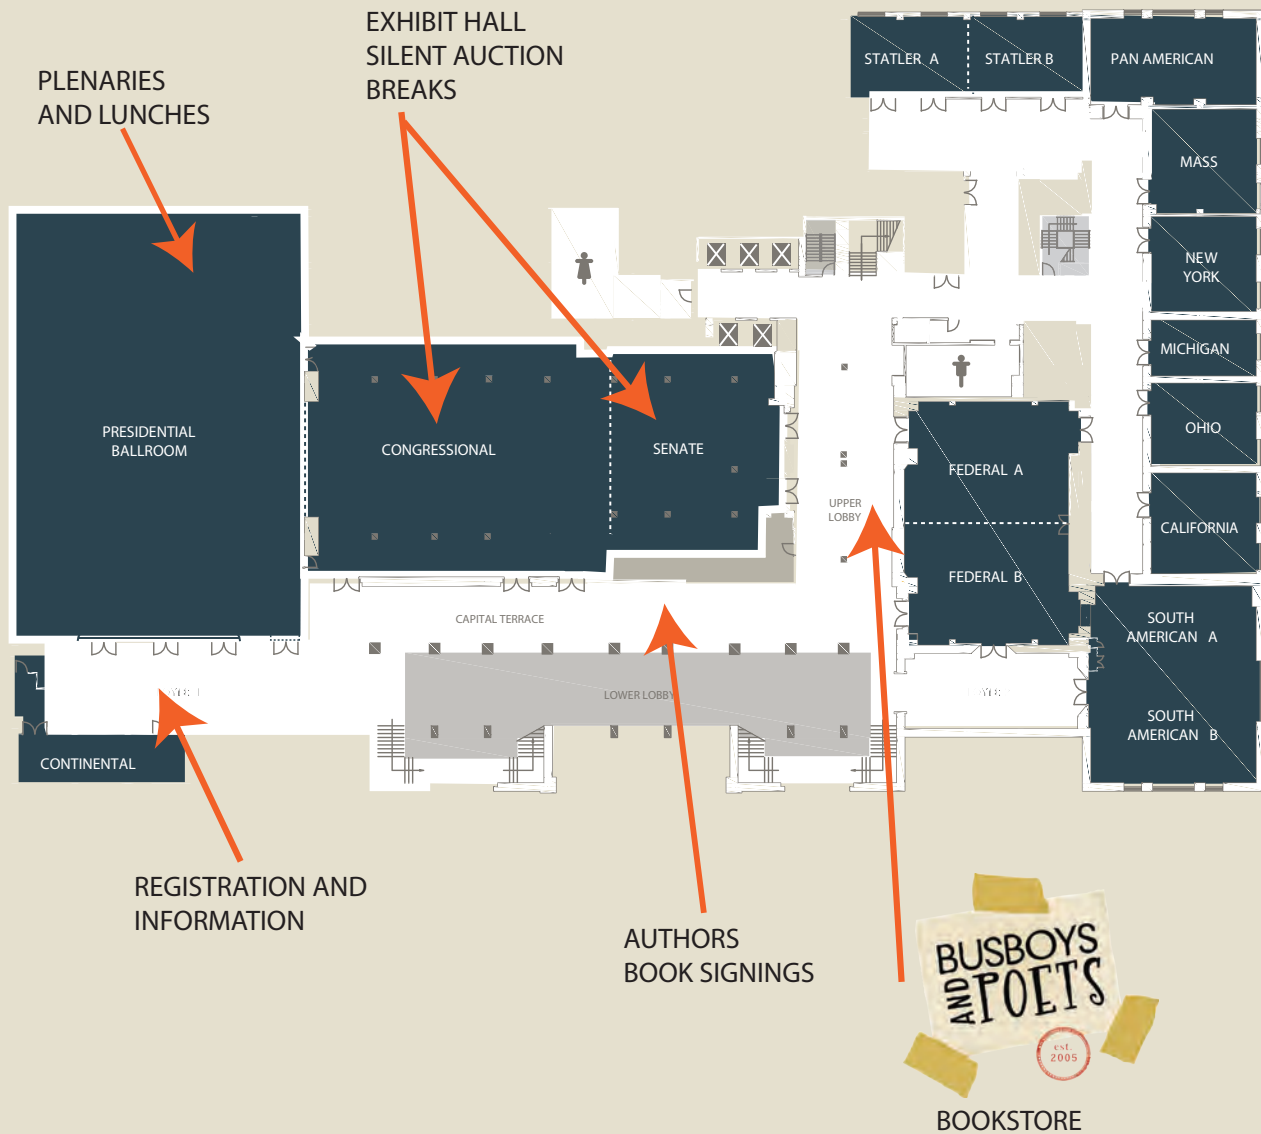 EXHIBIT HALL
SILENT AUCTION
BREAKS
PLENARIES
AND LUNCHES
STATLER A
STATLER B
PAN AMERICAN
MASS
NEW
YORK
MICHIGAN
OHIO
CALIFORNIA
PRESIDENTIAL
BALLROOM
CONGRESSIONAL
SENATE
UPPER
LOBBY
FEDERAL A
FEDERAL B
CAPITAL TERRACE
LOWER LOBBY
SOUTH
AMERICAN A
SOUTH
AMERICAN B
CONTINENTAL
REGISTRATION AND
INFORMATION
AUTHORS
BOOK SIGNINGS
BUSBOYS
AND
POETS
est.
2005
BOOKSTORE